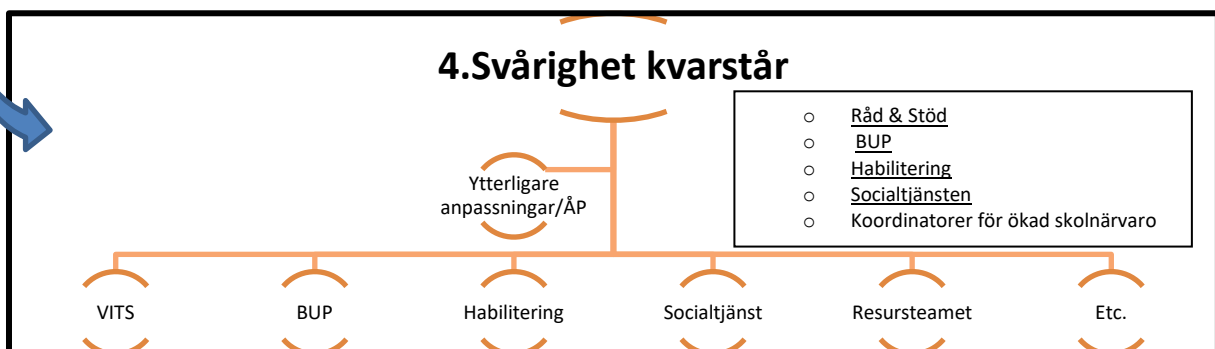 4.Svårighet kvarstår
o Råd & Stöd
o BUP
o Habilitering
o Socialtjänsten
o Koordinatorer för ökad skolnärvaro
Ytterligare
anpassningar/ÅP
VITS
BUP
Habilitering
Socialtjänst
Resursteamet
Etc.